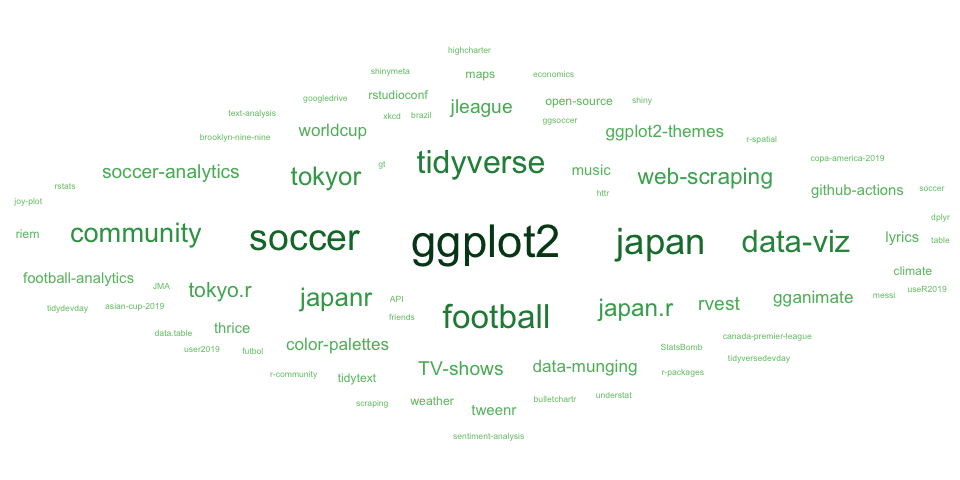 highcharter
shinymeta maps economics
googledrive rstudioconf jleague open-source shiny
text-analysis xkcd brazil ggsoccer
brooklyn-nine-nine worldcup ggplot2-themes r-spatial
soccer-analytics tokyor gt tidyverse music web-scraping copa-america-2019
rstats httr github-actions soccer
joy-plot dplyr
riem community soccer ggplot2 japan data-viz lyrics table
football-analytics JMA climate
tokyo.r japanr API japan.r rvest gganimate messi useR2019
tidydevday asian-cup-2019 friends football
data.table thrice canada-premier-league
user2019 futbol color-palettes StatsBomb tidyversedevday
r-community tidytext TV-shows data-munging r-packages
scraping weather tweenr bulletchartr understat
sentiment-analysis